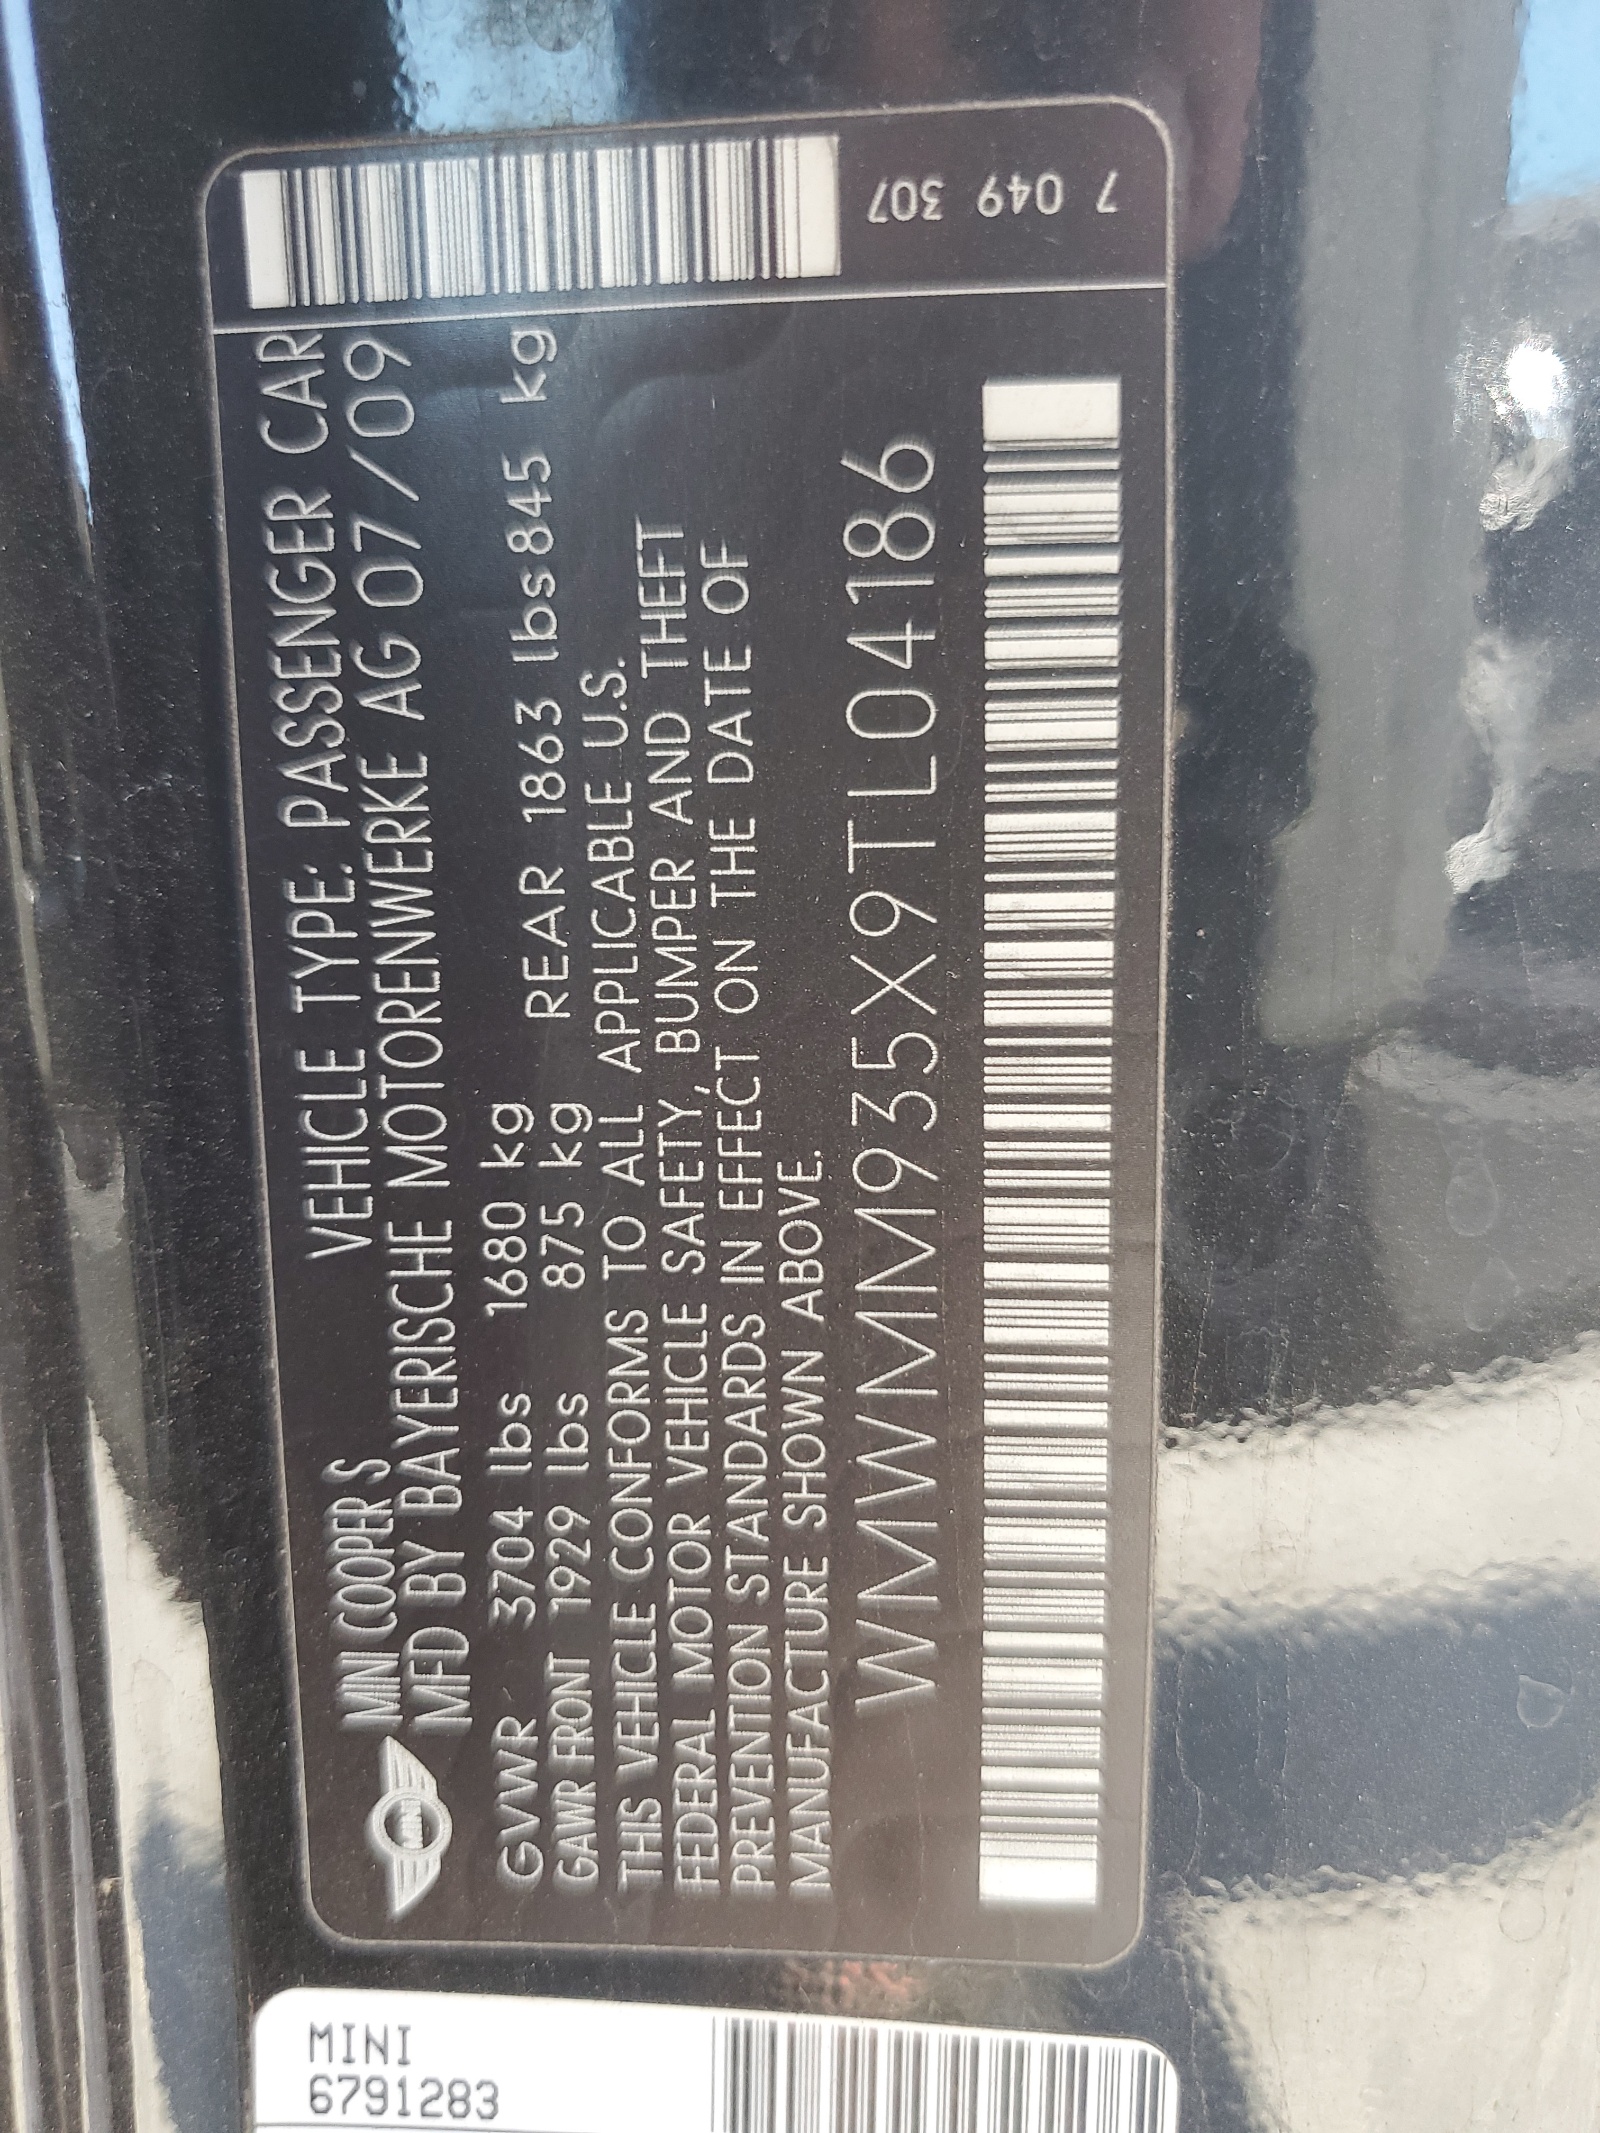 MINI COOPER S VEHICLE TYPE: PASSENGER CAR
MFD BY BAYERISCHE MOTORENWERKE AG 07/09
MINI
GVWR 3704 lbs 1680 kg
GAWR FRONT 1929 lbs 875 kg REAR 1863 lbs845 kg
THIS VEHICLE CONFORMS TO ALL APPLICABLE U.S.
FEDERAL MOTOR VEHICLE SAFETY, BUMPER AND THEFT
PREVENTION STANDARDS IN EFFECT ON THE DATE OF
MANUFACTURE SHOWN ABOVE.
WMWMM935X9TL04186
7 049 307
MINI
6791283